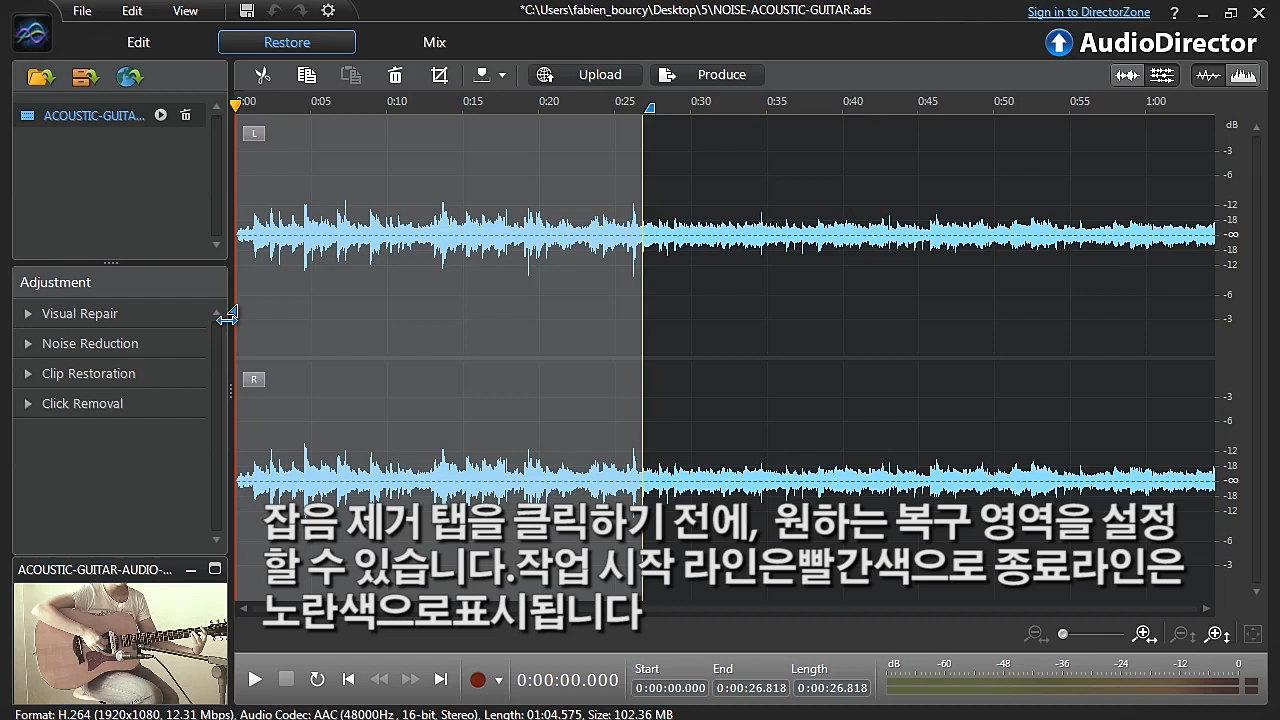 File Edit View
*C:\Users\fabien_bourcy\Desktop\5\NOISE-ACOUSTIC-GUITAR.ads
Sign in to DirectorZone ?
Edit Restore Mix
AudioDirector
Upload Produce
:00 0:05 0:10 0:15 0:20 0:25 0:30 0:35 0:40 0:45 0:50 0:55 1:00
ACOUSTIC-GUITA...
L
dB
-3
-6
-12
-18
-∞
-18
-12
-6
-3
Adjustment
Visual Repair
Noise Reduction
Clip Restoration
Click Removal
R
-3
-6
-12
-18
-∞
-18
-12
-6
-3
잡음 제거 탭을 클릭하기 전에, 원하는 복구 영역을 설정
할 수 있습니다.작업 시작 라인은빨간색으로 종료라인은
노란색으로표시됩니다
ACOUSTIC-GUITAR-AUDIO-...
0:00:00.000
Start End Length
0:00:00.000 0:00:26.818 0:00:26.818
dB -60 -48 -36 -24 -12 0
Format: H.264 (1920x1080, 12.31 Mbps), Audio Codec: AAC (48000Hz , 16-bit, Stereo), Length: 01:04.575, Size: 102.36 MB